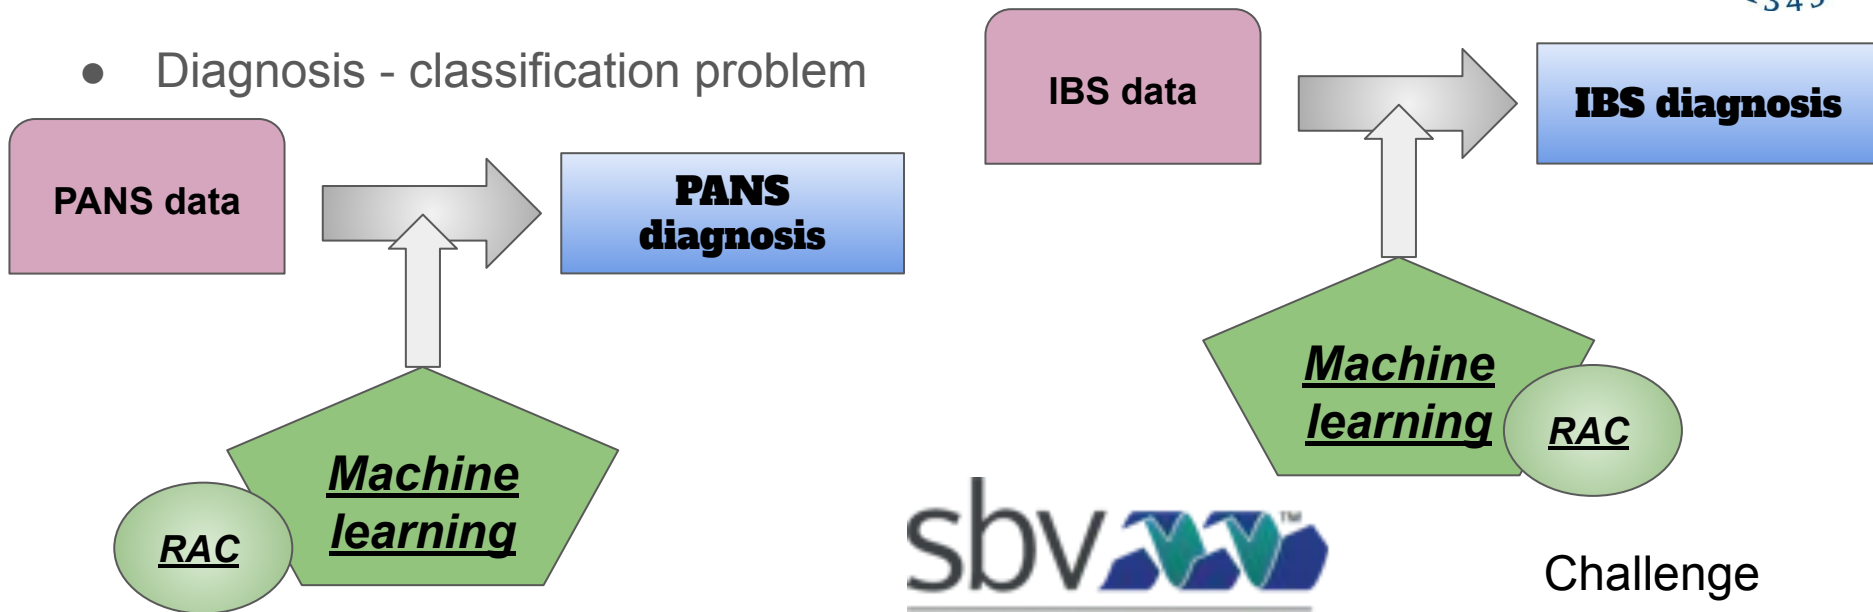 ● Diagnosis - classification problem
PANS data
PANS
diagnosis
Machine
learning
RAC
IBS data
IBS diagnosis
Machine
learning
RAC
sbv
™
Challenge